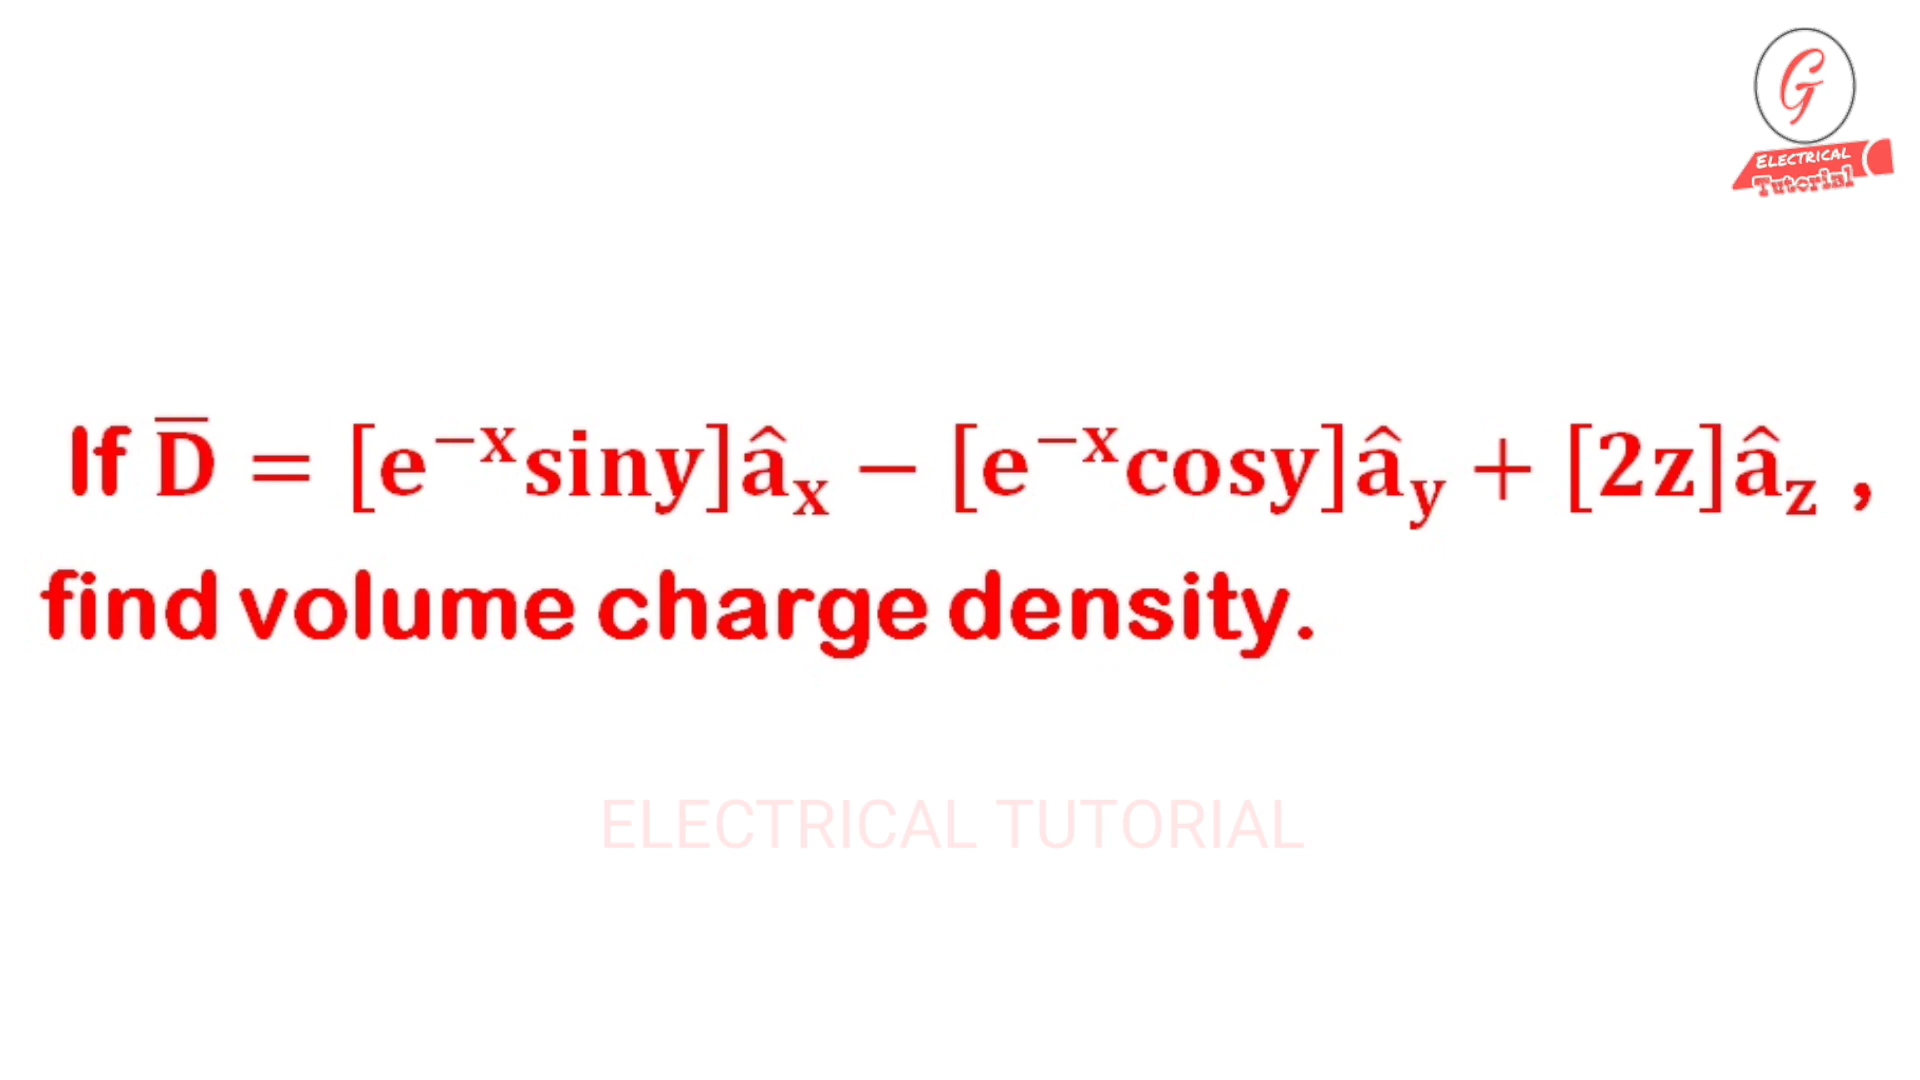 G
ELECTRICAL
Tutorial
If D̅ = [e⁻ˣsiny]âₓ − [e⁻ˣcosy]âᵧ + [2z]â_z ,
find volume charge density.
ELECTRICAL TUTORIAL